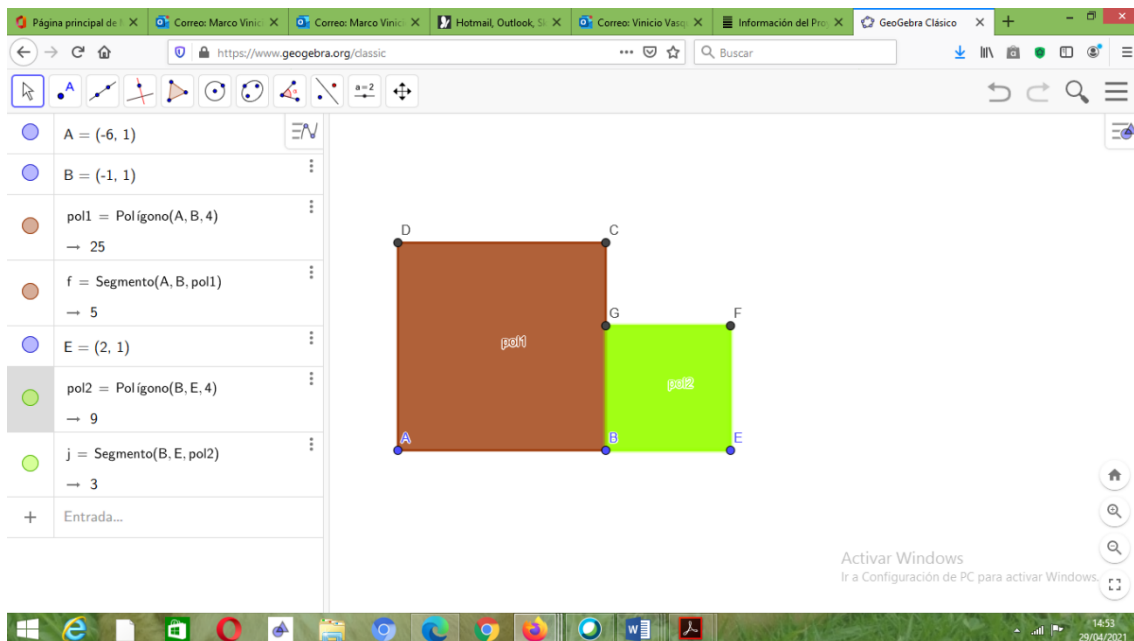 Página principal de
Correo: Marco Vinici
Correo: Marco Vinici
Hotmail, Outlook, S
Correo: Vinicio Vasq
Información del Pro
GeoGebra Clásico
https://www.geogebra.org/classic
Buscar
A
a=2
A = (-6, 1)
B = (-1, 1)
pol1 = Polígono(A, B, 4)
→ 25
f = Segmento(A, B, pol1)
→ 5
E = (2, 1)
pol2 = Polígono(B, E, 4)
→ 9
j = Segmento(B, E, pol2)
→ 3
Entrada...
D
C
G
F
pol1
pol2
A
B
E
Activar Windows
Ir a Configuración de PC para activar Windows.
14:53
29/04/2021